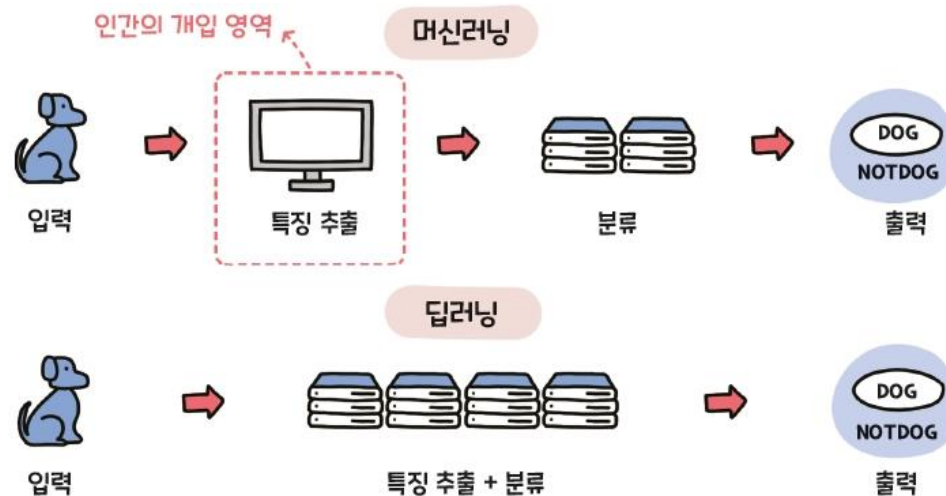 인간의 개입 영역
머신러닝
DOG
NOTDOG
입력
특징 추출
분류
출력
딥러닝
DOG
NOTDOG
입력
특징 추출 + 분류
출력